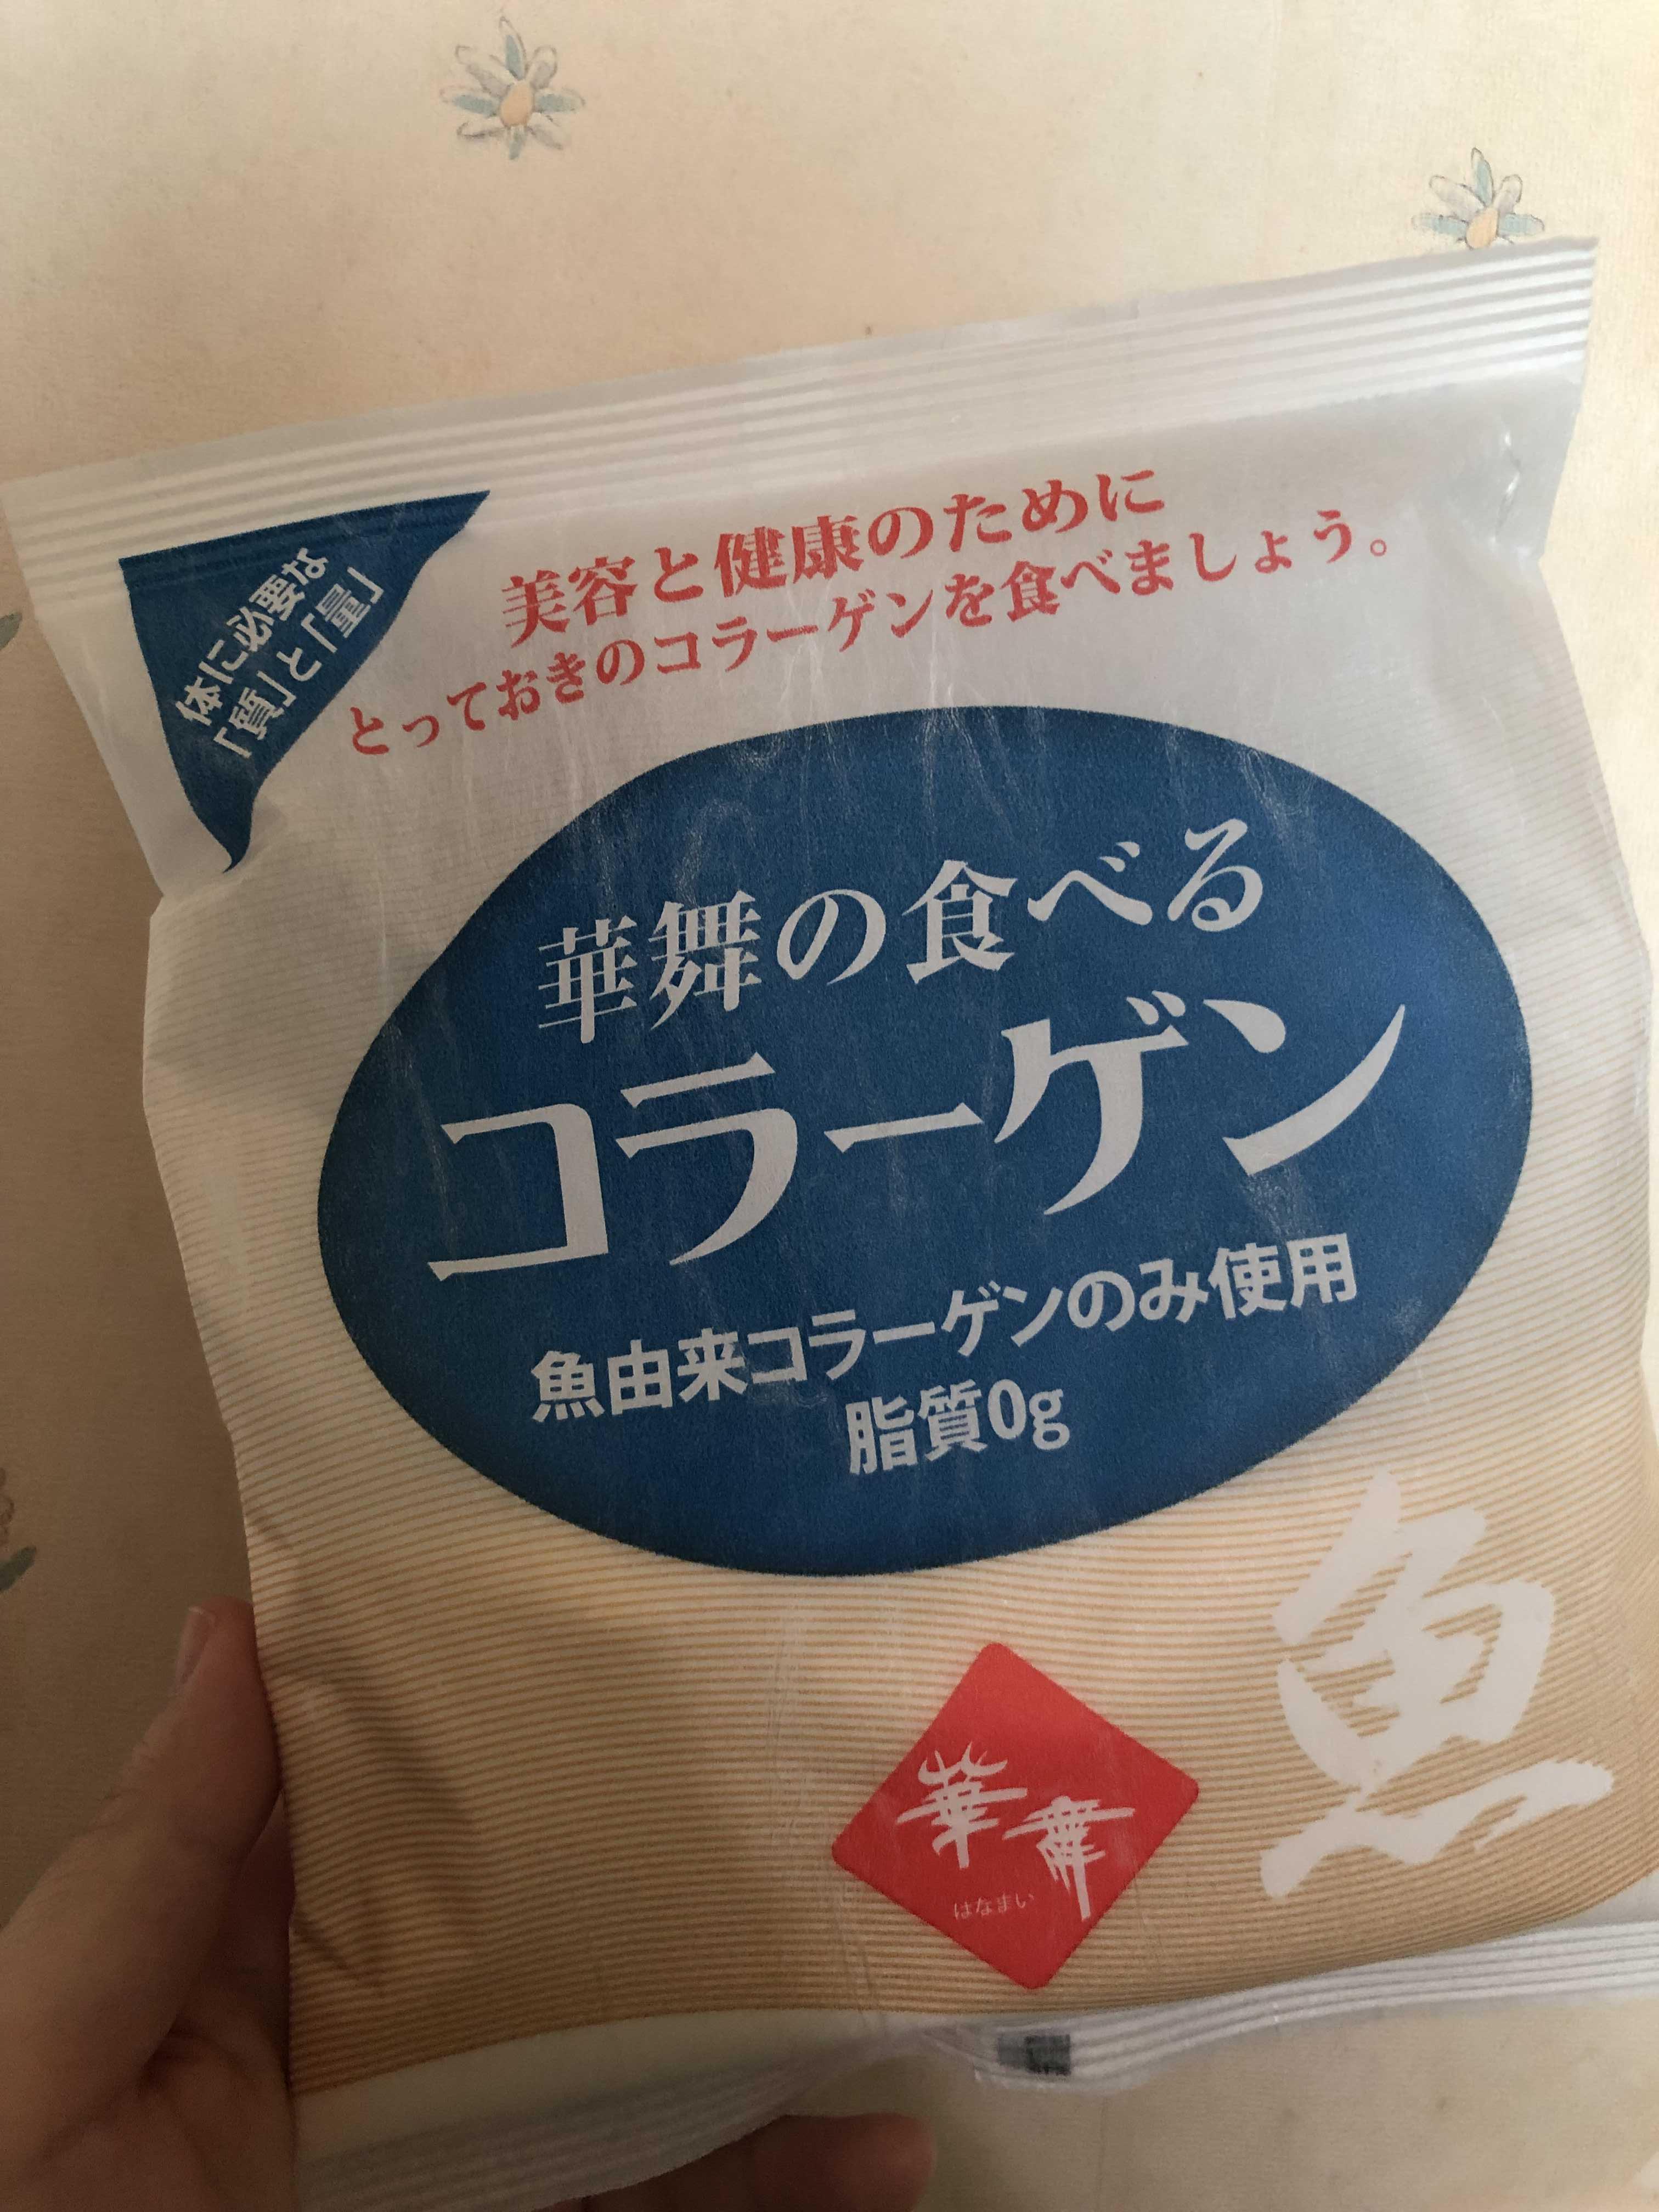 体に必要な
「質」と「量」
美容と健康のために
とっておきのコラーゲンを食べましょう。
華舞の食べる
コラーゲン
魚由来コラーゲンのみ使用
脂質0g
魚
華舞
はなまい